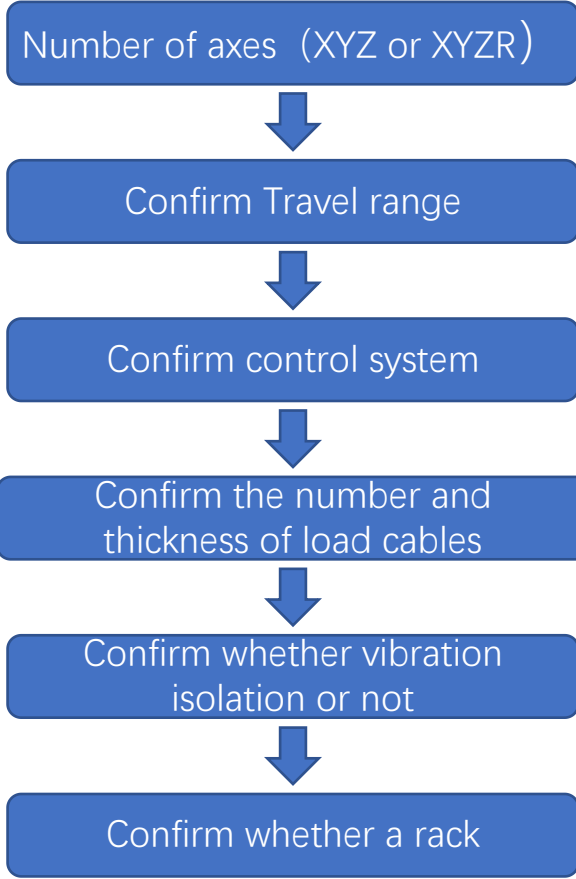 Number of axes（XYZ or XYZR）
Confirm Travel range
Confirm control system
Confirm the number and
thickness of load cables
Confirm whether vibration
isolation or not
Confirm whether a rack